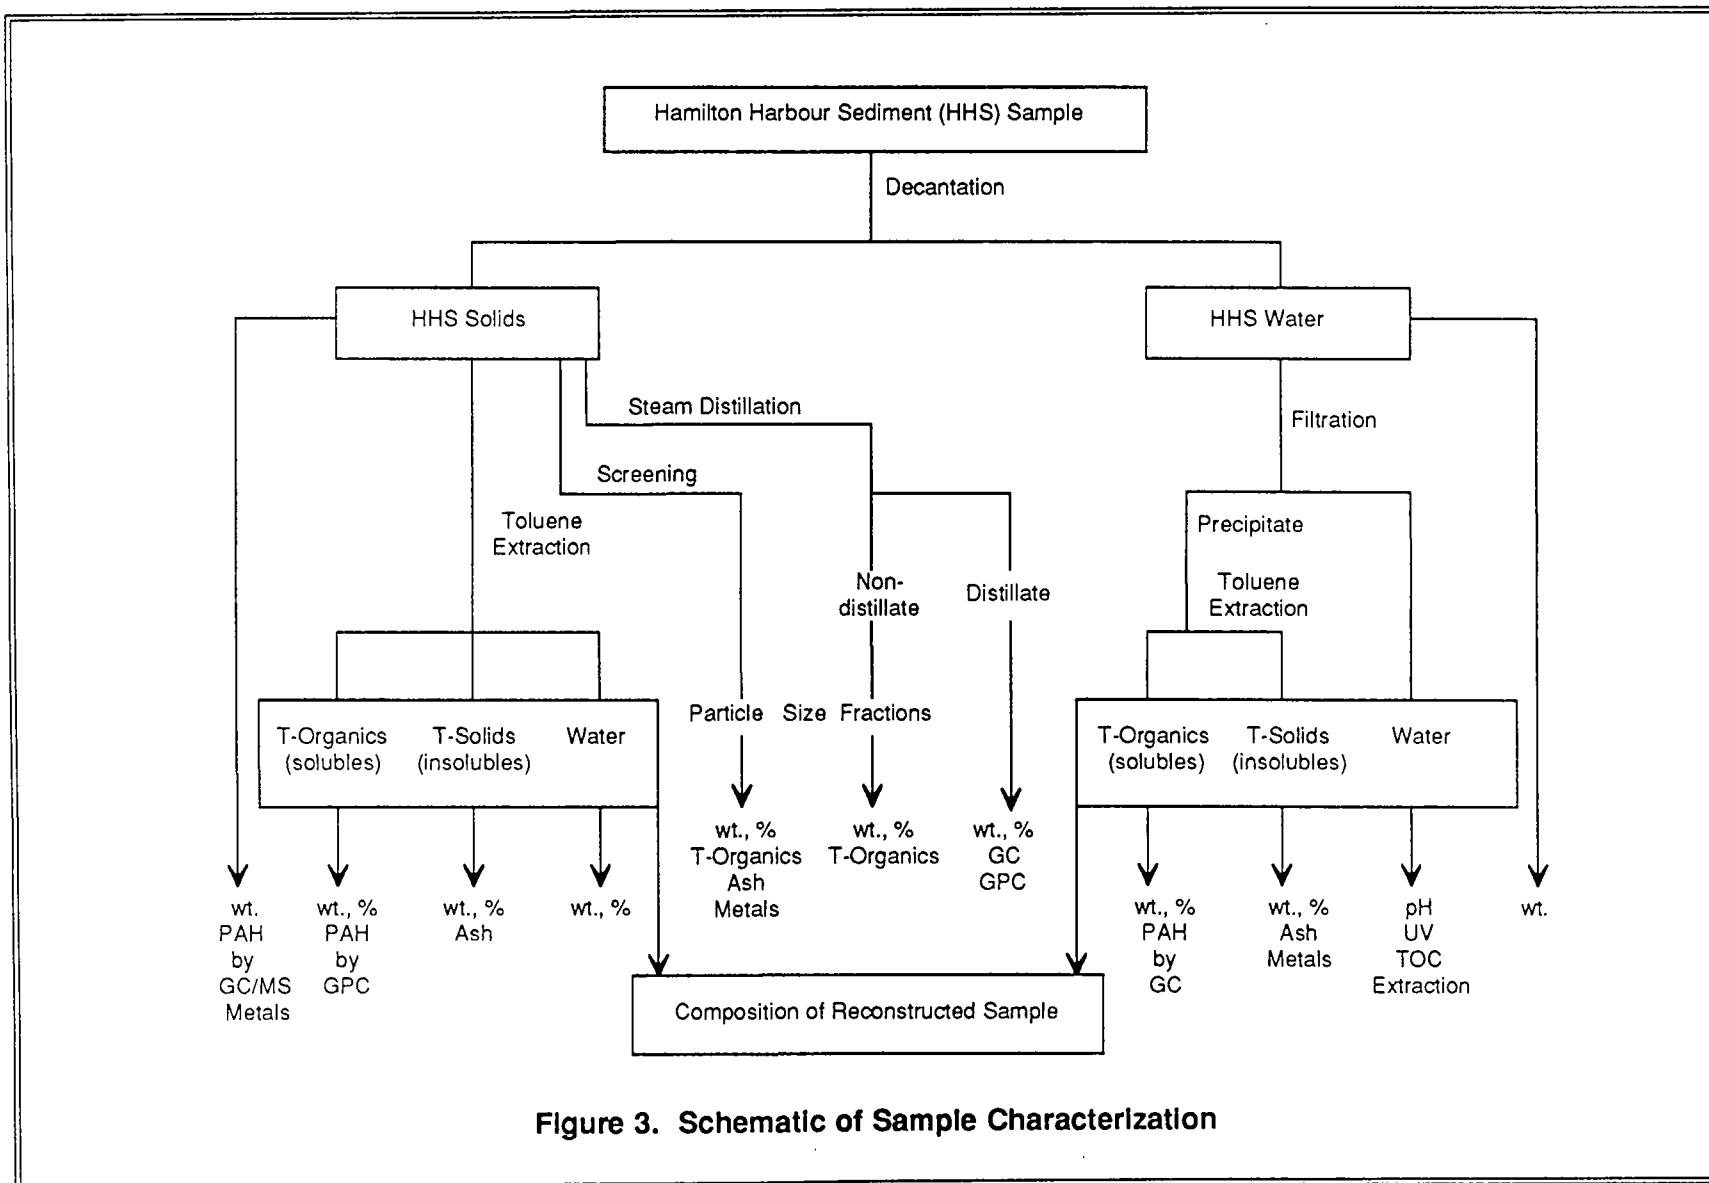 Hamilton Harbour Sediment (HHS) Sample
Decantation
HHS Solids
HHS Water
Steam Distillation
Filtration
Screening
Toluene
Extraction
Precipitate
Non-
distillate
Distillate
Toluene
Extraction
Particle Size Fractions
T-Organics
(solubles)
T-Solids
(insolubles)
Water
T-Organics
(solubles)
T-Solids
(insolubles)
Water
wt.
PAH
by
GC/MS
Metals
wt., %
PAH
by
GPC
wt., %
Ash
wt., %
wt., %
T-Organics
Ash
Metals
wt., %
T-Organics
wt., %
GC
GPC
wt., %
PAH
by
GC
wt., %
Ash
Metals
pH
UV
TOC
Extraction
wt.
Composition of Reconstructed Sample
Figure 3. Schematic of Sample Characterization